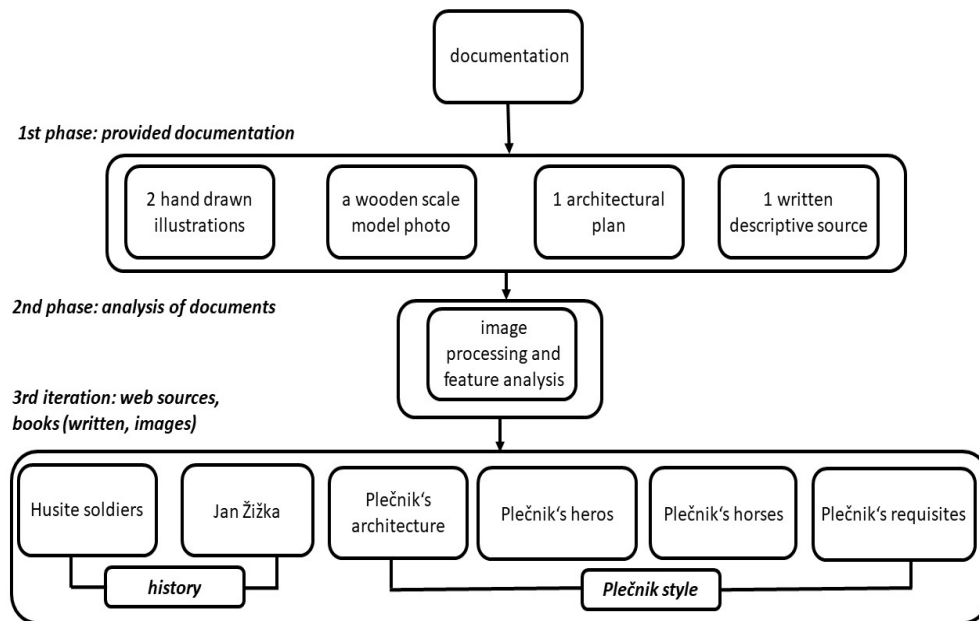 documentation
1st phase: provided documentation
2 hand drawn
illustrations
a wooden scale
model photo
1 architectural
plan
1 written
descriptive source
2nd phase: analysis of documents
image
processing and
feature analysis
3rd iteration: web sources,
books (written, images)
Husite soldiers
Jan Žižka
Plečnik‘s
architecture
Plečnik‘s heros
Plečnik‘s horses
Plečnik‘s requisites
history
Plečnik style